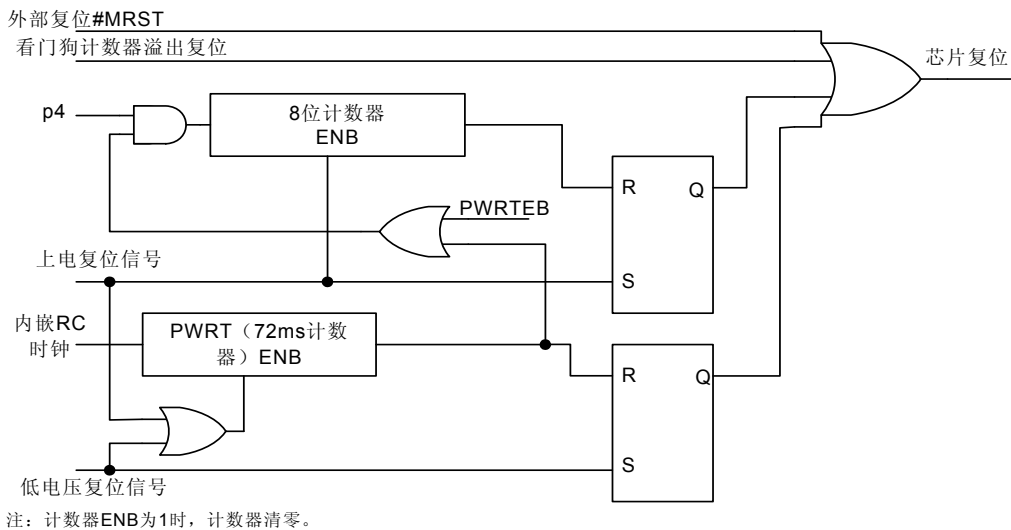 外部复位#MRST
看门狗计数器溢出复位
芯片复位
p4
8位计数器
ENB
R
Q
PWRTEB
上电复位信号
S
内嵌RC
时钟
PWRT（72ms计数
器）ENB
R
Q
S
低电压复位信号
注：计数器ENB为1时，计数器清零。